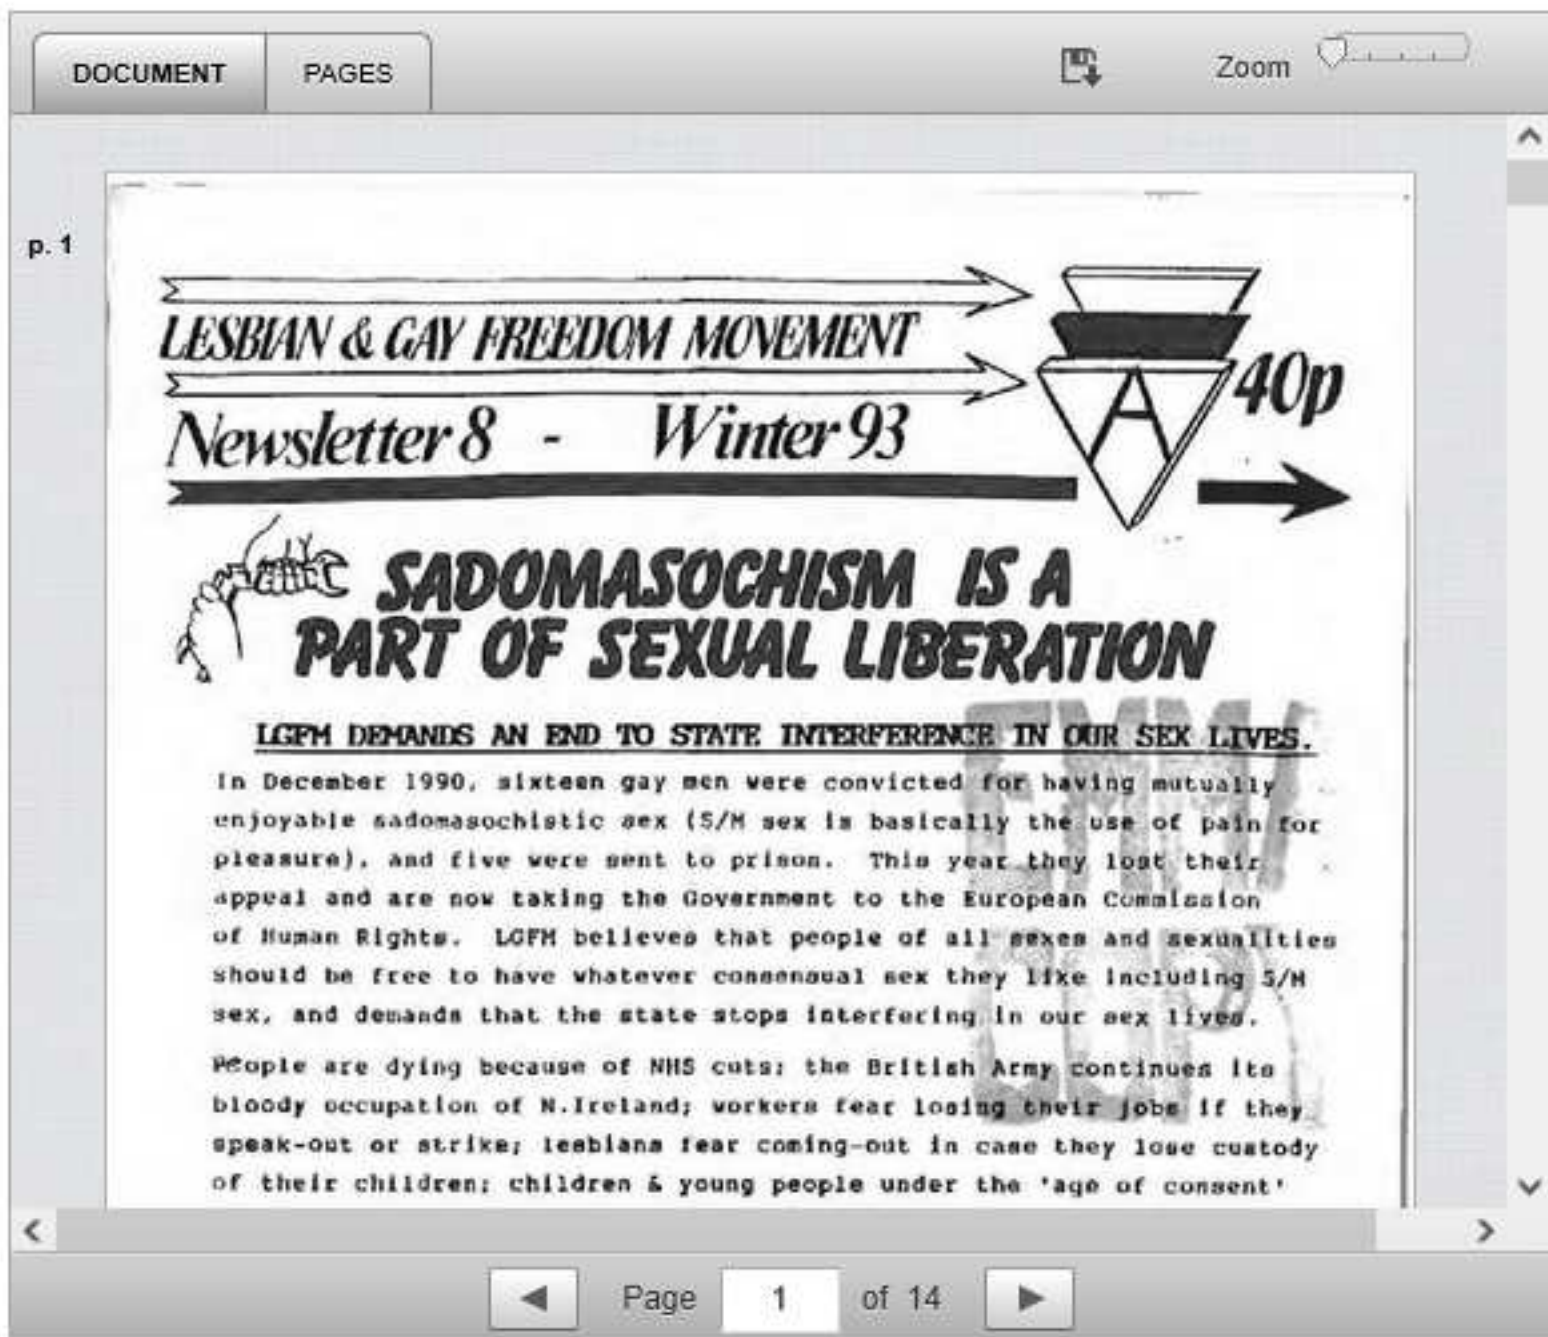 DOCUMENT PAGES Zoom
p. 1
LESBIAN & GAY FREEDOM MOVEMENT
40p
Newsletter 8 - Winter 93
A
SADOMASOCHISM IS A
PART OF SEXUAL LIBERATION
LGFM DEMANDS AN END TO STATE INTERFERENCE IN OUR SEX LIVES.
In December 1990, sixteen gay men were convicted for having mutually
enjoyable sadomasochistic sex (S/M sex is basically the use of pain for
pleasure), and five were sent to prison. This year they lost their
appeal and are now taking the Government to the European Commission
of Human Rights. LGFM believes that people of all sexes and sexualities
should be free to have whatever consensual sex they like including S/M
sex, and demands that the state stops interfering in our sex lives.
People are dying because of NHS cuts; the British Army continues its
bloody occupation of N.Ireland; workers fear losing their jobs if they
speak-out or strike; lesbians fear coming-out in case they lose custody
of their children; children & young people under the 'age of consent'
Page 1 of 14